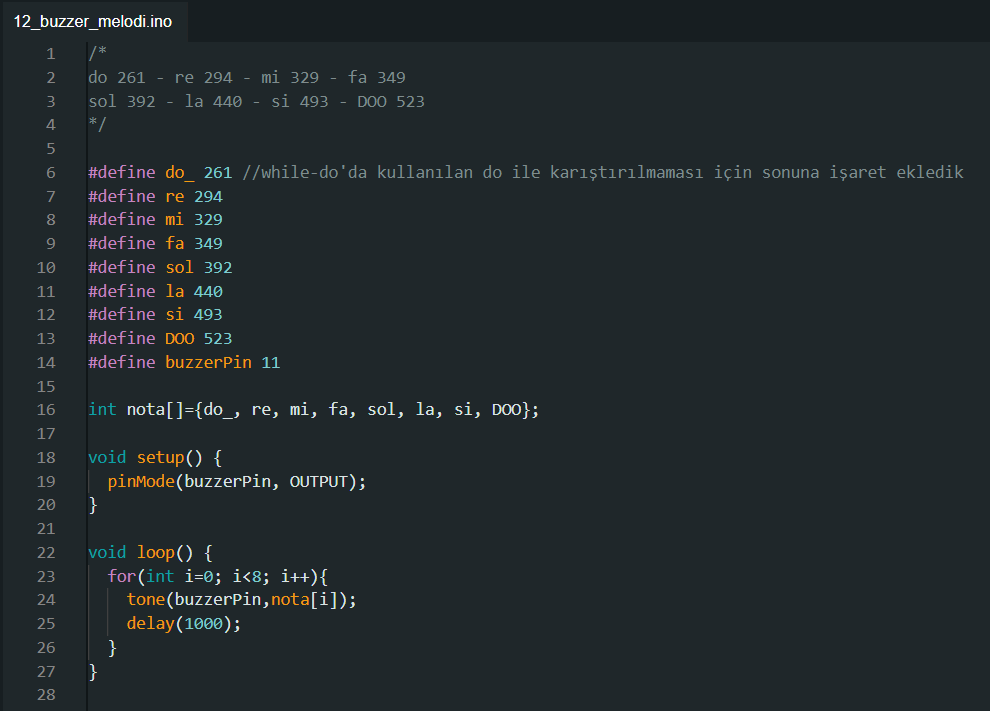 12_buzzer_melodi.ino
1 /*
2 do 261 - re 294 - mi 329 - fa 349
3 sol 392 - la 440 - si 493 - DOO 523
4 */
5
6 #define do_ 261 //while-do'da kullanılan do ile karıştırılmaması için sonuna işaret ekledik
7 #define re 294
8 #define mi 329
9 #define fa 349
10 #define sol 392
11 #define la 440
12 #define si 493
13 #define DOO 523
14 #define buzzerPin 11
15
16 int nota[]={do_, re, mi, fa, sol, la, si, DOO};
17
18 void setup() {
19   pinMode(buzzerPin, OUTPUT);
20 }
21
22 void loop() {
23   for(int i=0; i<8; i++){
24     tone(buzzerPin,nota[i]);
25     delay(1000);
26   }
27 }
28